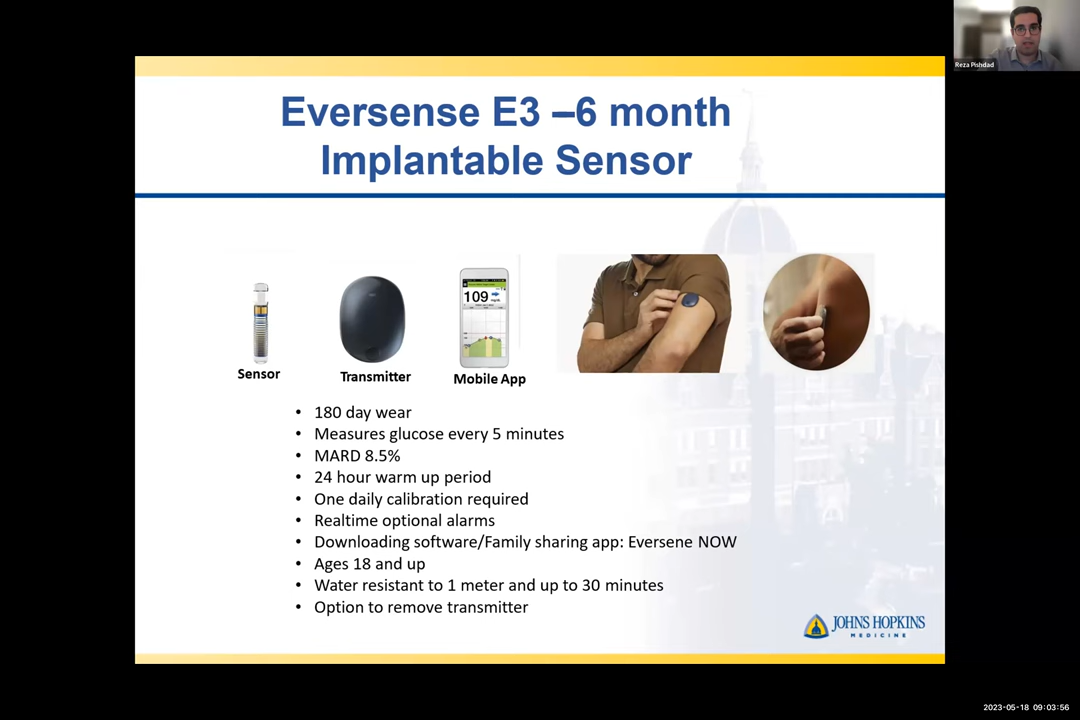 Reza Pishdad
Eversense E3 –6 month
Implantable Sensor
109
Sensor
Transmitter
Mobile App
• 180 day wear
• Measures glucose every 5 minutes
• MARD 8.5%
• 24 hour warm up period
• One daily calibration required
• Realtime optional alarms
• Downloading software/Family sharing app: Eversene NOW
• Ages 18 and up
• Water resistant to 1 meter and up to 30 minutes
• Option to remove transmitter
JOHNS HOPKINS
MEDICINE
2023-05-18 09:03:56